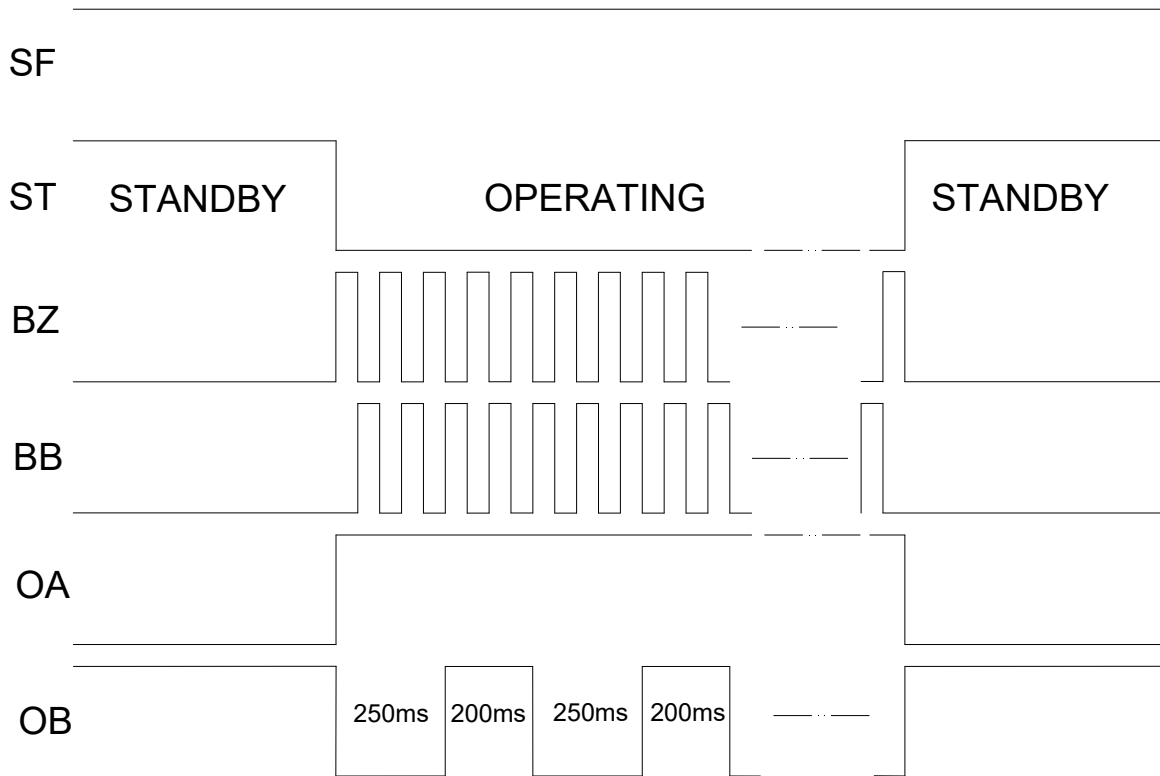 SF
ST STANDBY OPERATING STANDBY
BZ
BB
OA
OB 250ms 200ms 250ms 200ms